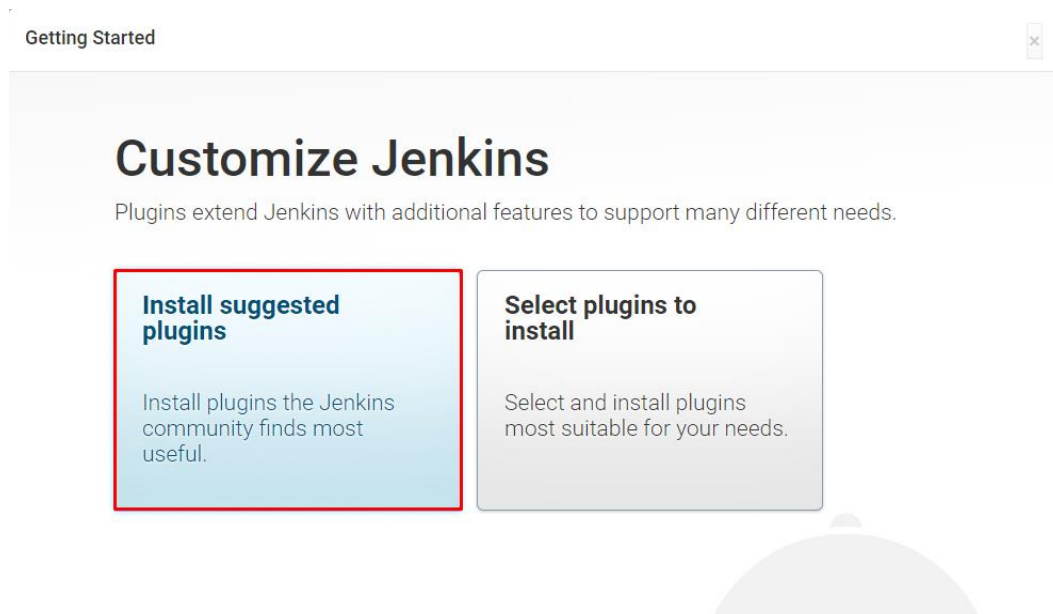 Getting Started
×
Customize Jenkins
Plugins extend Jenkins with additional features to support many different needs.
Install suggested
plugins
Install plugins the Jenkins
community finds most
useful.
Select plugins to
install
Select and install plugins
most suitable for your needs.